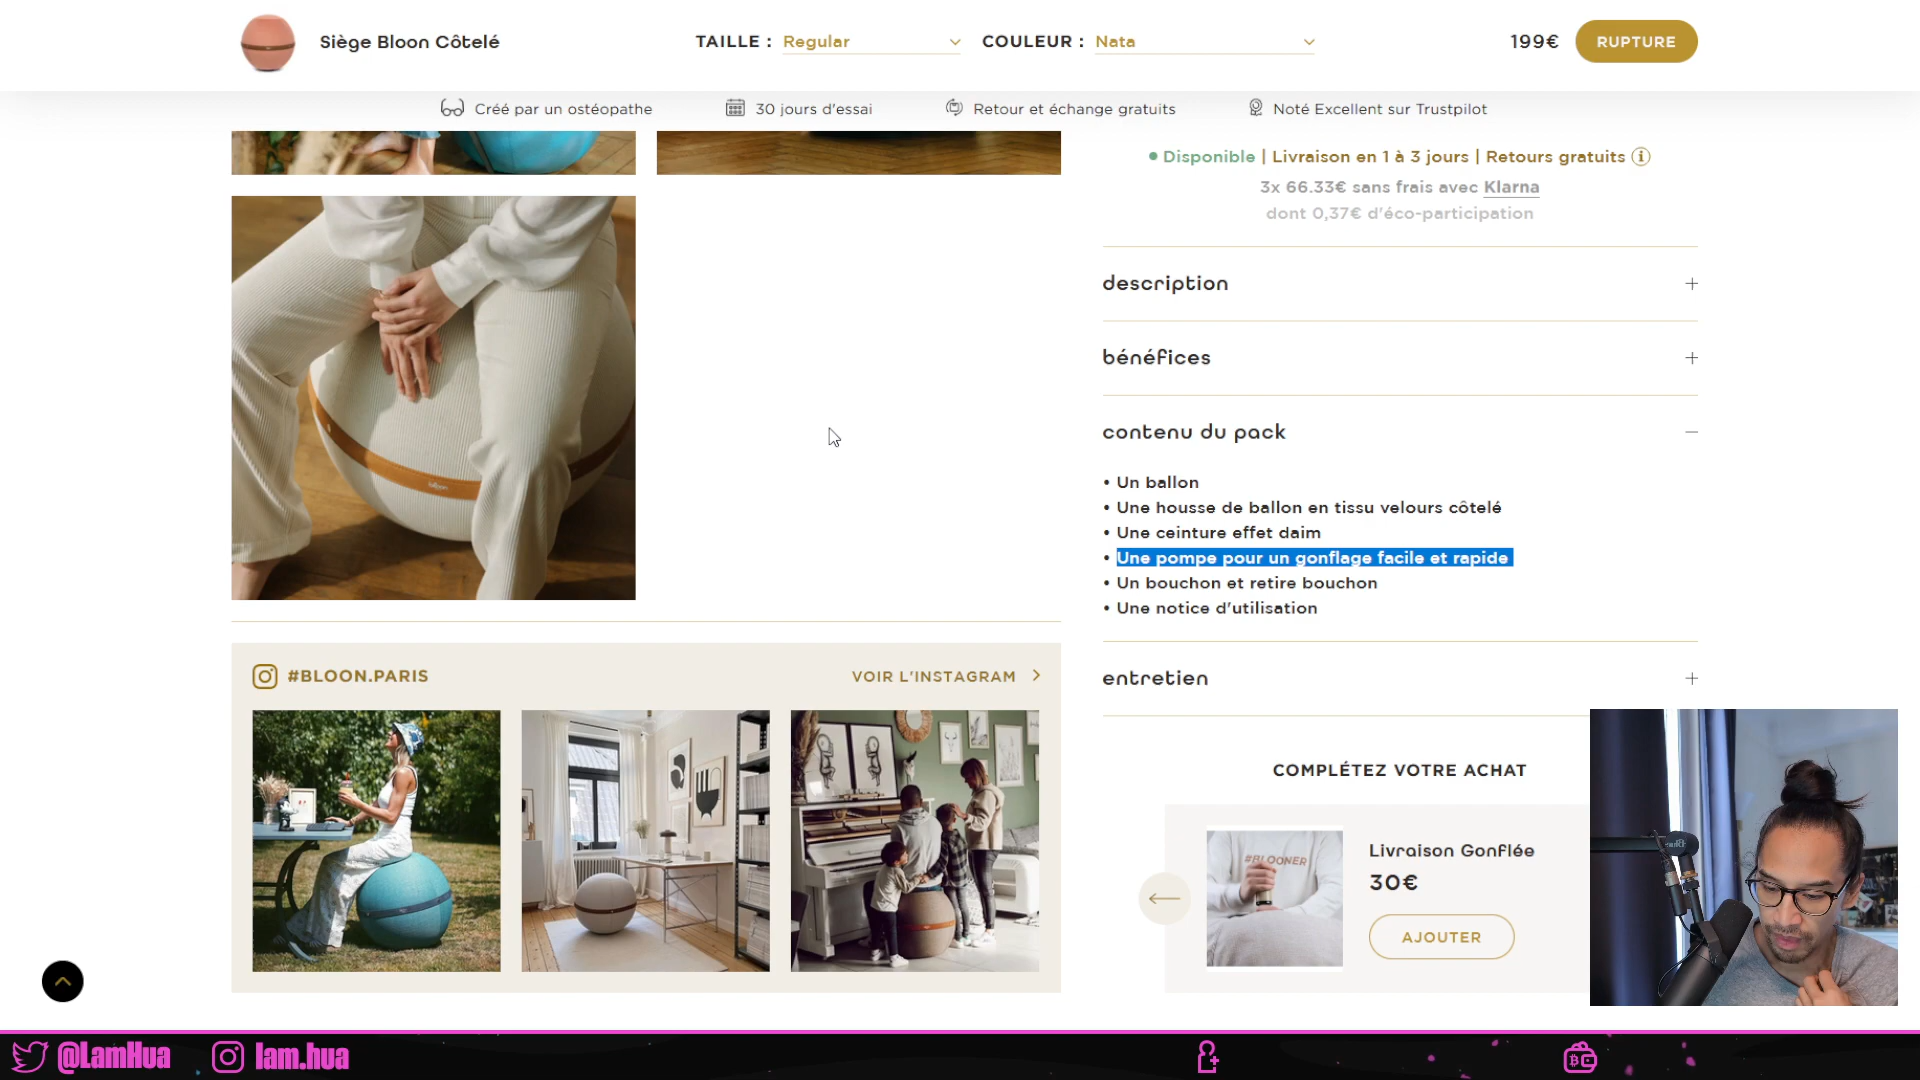 Siège Bloon Côtelé
TAILLE : Regular
COULEUR : Nata
199€
RUPTURE
Créé par un ostéopathe
30 jours d'essai
Retour et échange gratuits
Noté Excellent sur Trustpilot
Disponible | Livraison en 1 à 3 jours | Retours gratuits
3x 66.33€ sans frais avec Klarna
dont 0,37€ d'éco-participation
description
bénéfices
contenu du pack
• Un ballon
• Une housse de ballon en tissu velours côtelé
• Une ceinture effet daim
• Une pompe pour un gonflage facile et rapide
• Un bouchon et retire bouchon
• Une notice d'utilisation
entretien
#BLOON.PARIS
VOIR L'INSTAGRAM
COMPLÉTEZ VOTRE ACHAT
#BLOONER
Livraison Gonflée
30€
AJOUTER
@LamHua
lam.hua